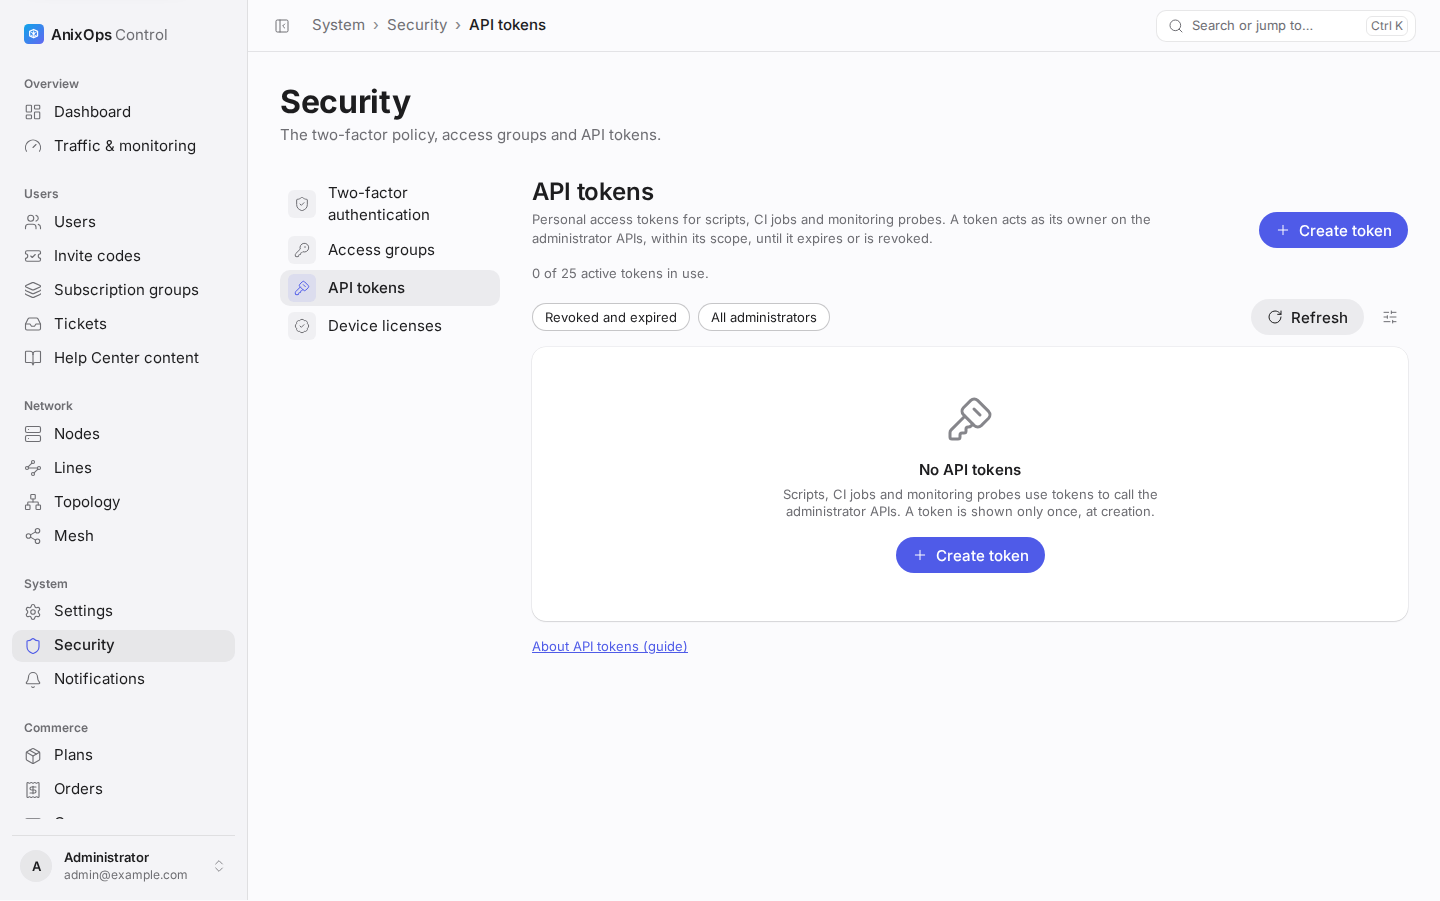 AnixOps Control
Overview
Dashboard
Traffic & monitoring
Users
Users
Invite codes
Subscription groups
Tickets
Help Center content
Network
Nodes
Lines
Topology
Mesh
System
Settings
Security
Notifications
Commerce
Plans
Orders
A
Administrator
admin@example.com
System › Security › API tokens
Search or jump to...
Ctrl K
Security
The two-factor policy, access groups and API tokens.
Two-factor
authentication
Access groups
API tokens
Device licenses
API tokens
Personal access tokens for scripts, CI jobs and monitoring probes. A token acts as its owner on the
administrator APIs, within its scope, until it expires or is revoked.
Create token
0 of 25 active tokens in use.
Revoked and expired
All administrators
Refresh
No API tokens
Scripts, CI jobs and monitoring probes use tokens to call the
administrator APIs. A token is shown only once, at creation.
Create token
About API tokens (guide)